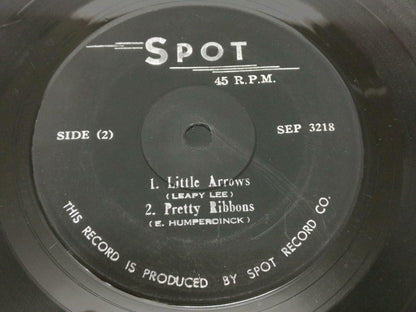 SPOT
45 R.P.M.
SIDE (2)
SEP 3218
1. Little Arrows
(LEAPY LEE)
2. Pretty Ribbons
(E. HUMPERDINCK)
THIS RECORD IS PRODUCED BY SPOT RECORD CO.